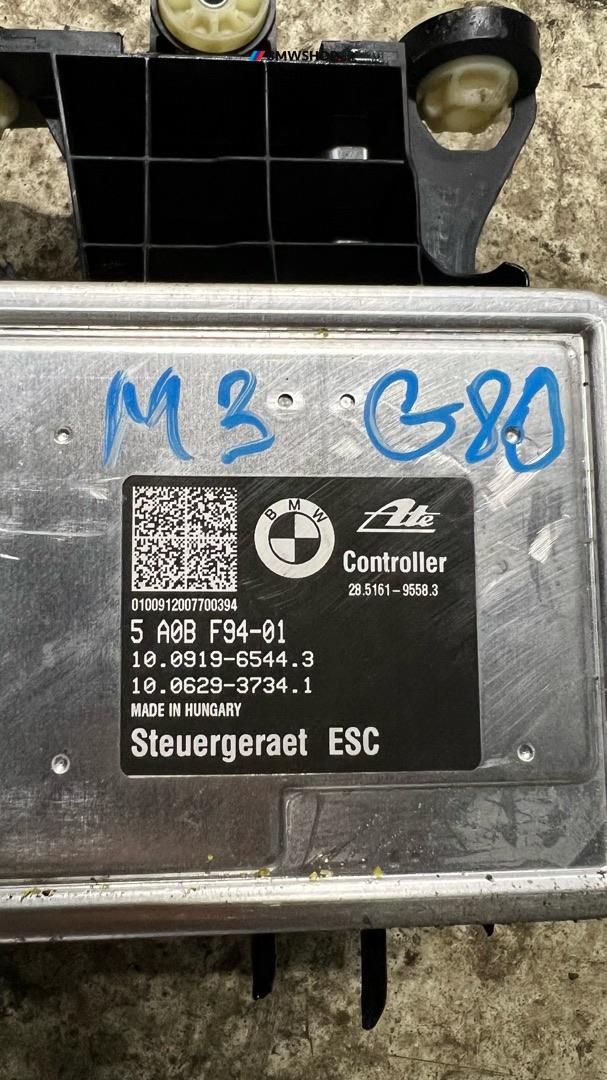 M3 G80
BMW
Ate
Controller
28.5161-9558.3
0100912007700394
5 A0B F94-01
10.0919-6544.3
10.0629-3734.1
MADE IN HUNGARY
Steuergeraet ESC